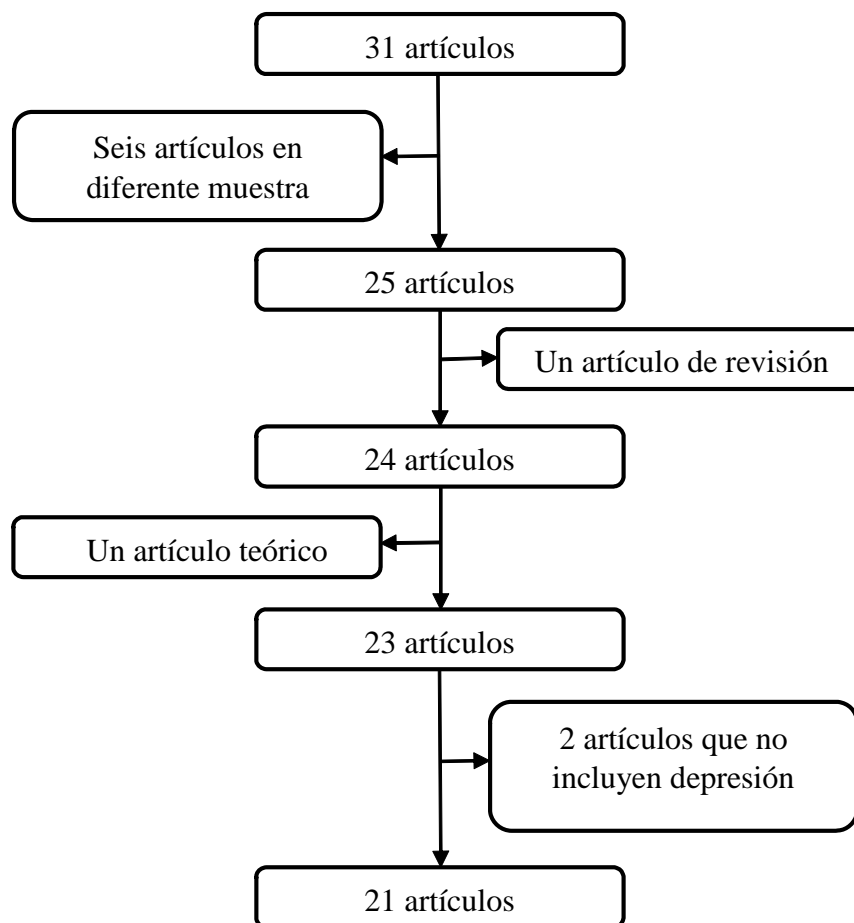 31 artículos
Seis artículos en
diferente muestra
25 artículos
Un artículo de revisión
24 artículos
Un artículo teórico
23 artículos
2 artículos que no
incluyen depresión
21 artículos